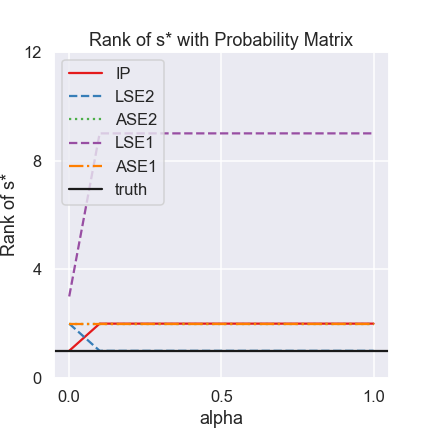 Rank of s* with Probability Matrix
12
8
4
0
Rank of s*
IP
LSE2
ASE2
LSE1
ASE1
truth
0.0 0.5 1.0
alpha